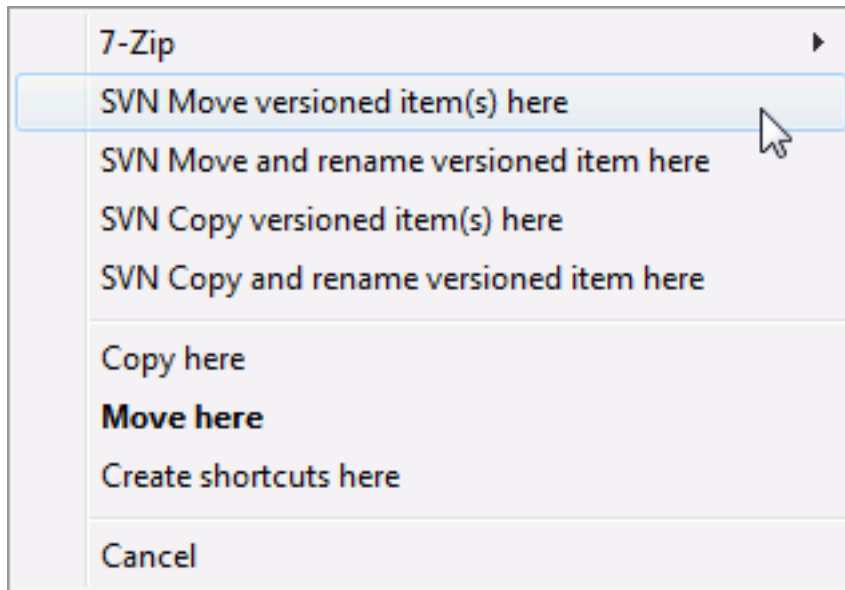 7-Zip
SVN Move versioned item(s) here
SVN Move and rename versioned item here
SVN Copy versioned item(s) here
SVN Copy and rename versioned item here
Copy here
Move here
Create shortcuts here
Cancel